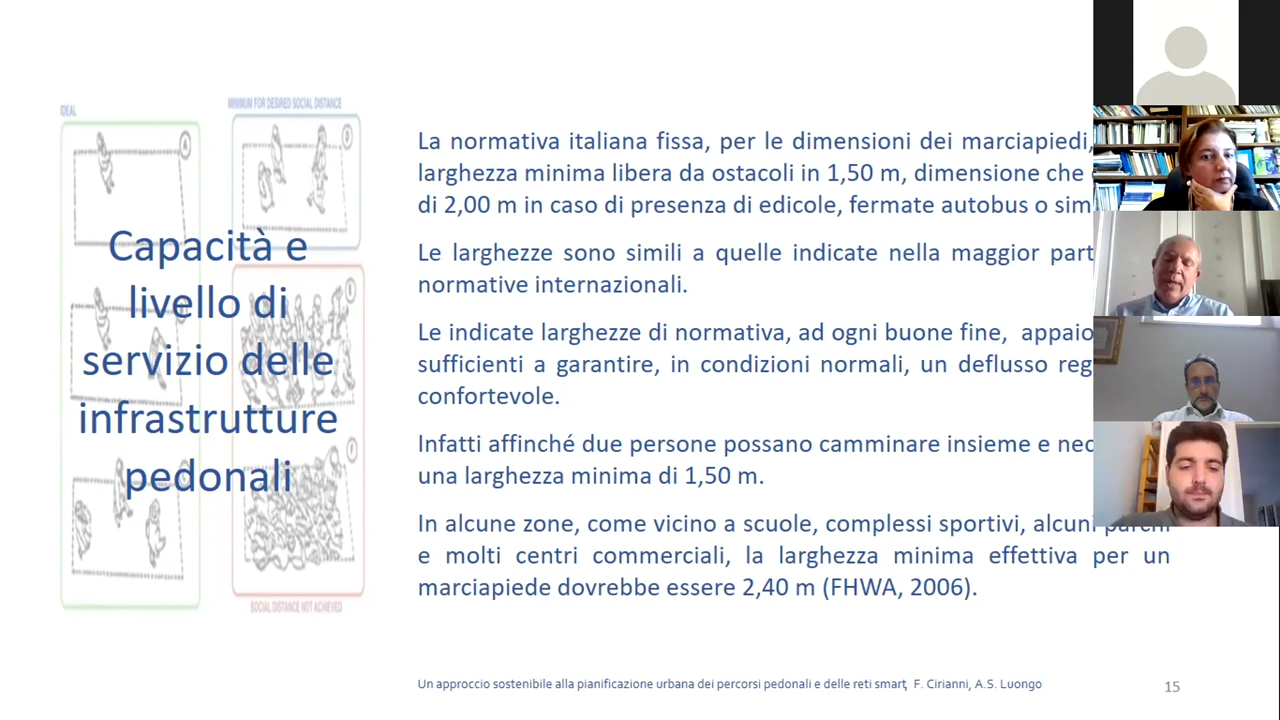 IDEAL
MINIMUM FOR DESIRED SOCIAL DISTANCE
Capacità e
livello di
servizio delle
infrastrutture
pedonali
SOCIAL DISTANCE NOT ACHIEVED
La normativa italiana fissa, per le dimensioni dei marciapiedi,
larghezza minima libera da ostacoli in 1,50 m, dimensione che
di 2,00 m in caso di presenza di edicole, fermate autobus o
Le larghezze sono simili a quelle indicate nella maggior
normative internazionali.
Le indicate larghezze di normativa, ad ogni buone fine,
sufficienti a garantire, in condizioni normali, un deflusso
confortevole.
Infatti affinché due persone possano camminare insieme e
una larghezza minima di 1,50 m.
In alcune zone, come vicino a scuole, complessi sportivi, alcuni parchi
e molti centri commerciali, la larghezza minima effettiva per un
marciapiede dovrebbe essere 2,40 m (FHWA, 2006).
Un approccio sostenibile alla pianificazione urbana dei percorsi pedonali e delle reti smart, F. Cirianni, A.S. Luongo
15